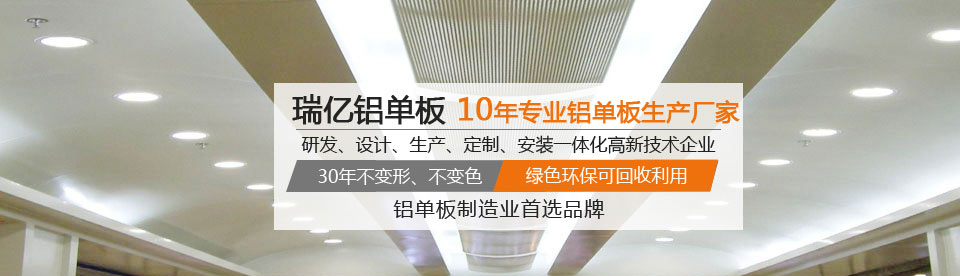 瑞亿铝单板 10年专业铝单板生产厂家
研发、设计、生产、定制、安装一体化高新技术企业
30年不变形、不变色 绿色环保可回收利用
铝单板制造业首选品牌